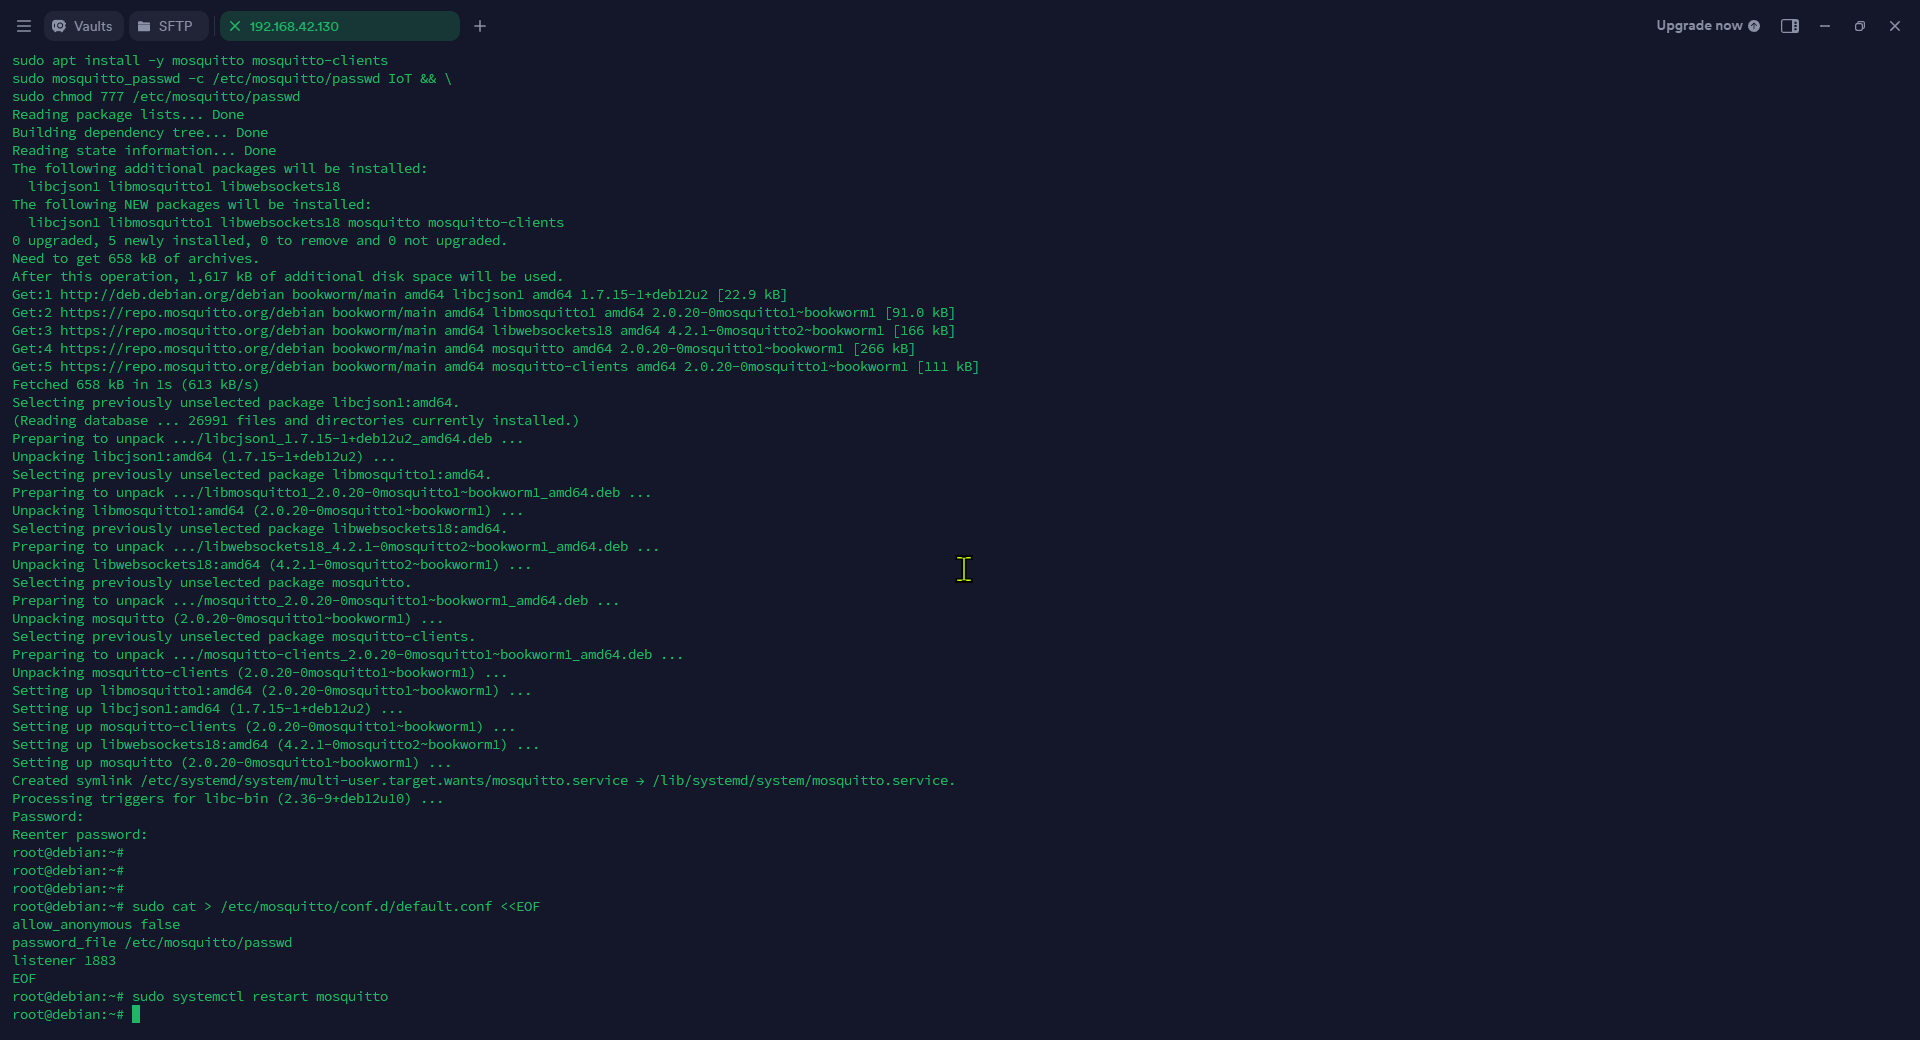 Vaults SFTP 192.168.42.130 Upgrade now
sudo apt install -y mosquitto mosquitto-clients
sudo mosquitto_passwd -c /etc/mosquitto/passwd IoT && \
sudo chmod 777 /etc/mosquitto/passwd
Reading package lists... Done
Building dependency tree... Done
Reading state information... Done
The following additional packages will be installed:
  libcjson1 libmosquitto1 libwebsockets18
The following NEW packages will be installed:
  libcjson1 libmosquitto1 libwebsockets18 mosquitto mosquitto-clients
0 upgraded, 5 newly installed, 0 to remove and 0 not upgraded.
Need to get 658 kB of archives.
After this operation, 1,617 kB of additional disk space will be used.
Get:1 http://deb.debian.org/debian bookworm/main amd64 libcjson1 amd64 1.7.15-1+deb12u2 [22.9 kB]
Get:2 https://repo.mosquitto.org/debian bookworm/main amd64 libmosquitto1 amd64 2.0.20-0mosquitto1~bookworm1 [91.0 kB]
Get:3 https://repo.mosquitto.org/debian bookworm/main amd64 libwebsockets18 amd64 4.2.1-0mosquitto2~bookworm1 [166 kB]
Get:4 https://repo.mosquitto.org/debian bookworm/main amd64 mosquitto amd64 2.0.20-0mosquitto1~bookworm1 [266 kB]
Get:5 https://repo.mosquitto.org/debian bookworm/main amd64 mosquitto-clients amd64 2.0.20-0mosquitto1~bookworm1 [111 kB]
Fetched 658 kB in 1s (613 kB/s)
Selecting previously unselected package libcjson1:amd64.
(Reading database ... 26991 files and directories currently installed.)
Preparing to unpack .../libcjson1_1.7.15-1+deb12u2_amd64.deb ...
Unpacking libcjson1:amd64 (1.7.15-1+deb12u2) ...
Selecting previously unselected package libmosquitto1:amd64.
Preparing to unpack .../libmosquitto1_2.0.20-0mosquitto1~bookworm1_amd64.deb ...
Unpacking libmosquitto1:amd64 (2.0.20-0mosquitto1~bookworm1) ...
Selecting previously unselected package libwebsockets18:amd64.
Preparing to unpack .../libwebsockets18_4.2.1-0mosquitto2~bookworm1_amd64.deb ...
Unpacking libwebsockets18:amd64 (4.2.1-0mosquitto2~bookworm1) ...
Selecting previously unselected package mosquitto.
Preparing to unpack .../mosquitto_2.0.20-0mosquitto1~bookworm1_amd64.deb ...
Unpacking mosquitto (2.0.20-0mosquitto1~bookworm1) ...
Selecting previously unselected package mosquitto-clients.
Preparing to unpack .../mosquitto-clients_2.0.20-0mosquitto1~bookworm1_amd64.deb ...
Unpacking mosquitto-clients (2.0.20-0mosquitto1~bookworm1) ...
Setting up libmosquitto1:amd64 (2.0.20-0mosquitto1~bookworm1) ...
Setting up libcjson1:amd64 (1.7.15-1+deb12u2) ...
Setting up mosquitto-clients (2.0.20-0mosquitto1~bookworm1) ...
Setting up libwebsockets18:amd64 (4.2.1-0mosquitto2~bookworm1) ...
Setting up mosquitto (2.0.20-0mosquitto1~bookworm1) ...
Created symlink /etc/systemd/system/multi-user.target.wants/mosquitto.service → /lib/systemd/system/mosquitto.service.
Processing triggers for libc-bin (2.36-9+deb12u10) ...
Password:
Reenter password:
root@debian:~#
root@debian:~#
root@debian:~#
root@debian:~# sudo cat > /etc/mosquitto/conf.d/default.conf <<EOF
allow_anonymous false
password_file /etc/mosquitto/passwd
listener 1883
EOF
root@debian:~# sudo systemctl restart mosquitto
root@debian:~#